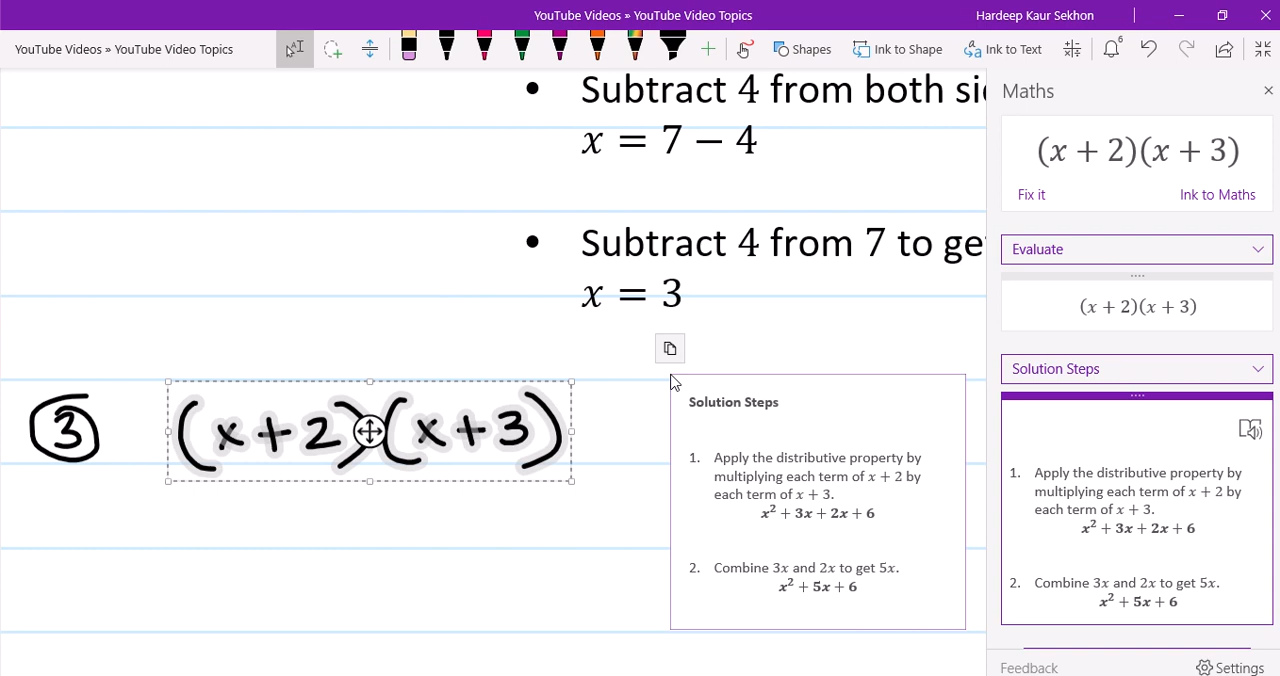 YouTube Videos » YouTube Video Topics
Hardeep Kaur Sekhon
YouTube Videos » YouTube Video Topics
Shapes
Ink to Shape
Ink to Text
6
• Subtract 4 from both si
x = 7 − 4
• Subtract 4 from 7 to ge
x = 3
③ (x+2)(x+3)
Solution Steps
1. Apply the distributive property by
multiplying each term of x + 2 by
each term of x + 3.
x² + 3x + 2x + 6
2. Combine 3x and 2x to get 5x.
x² + 5x + 6
Maths
(x + 2)(x + 3)
Fix it
Ink to Maths
Evaluate
(x + 2)(x + 3)
Solution Steps
1. Apply the distributive property by
multiplying each term of x + 2 by
each term of x + 3.
x² + 3x + 2x + 6
2. Combine 3x and 2x to get 5x.
x² + 5x + 6
Feedback
Settings